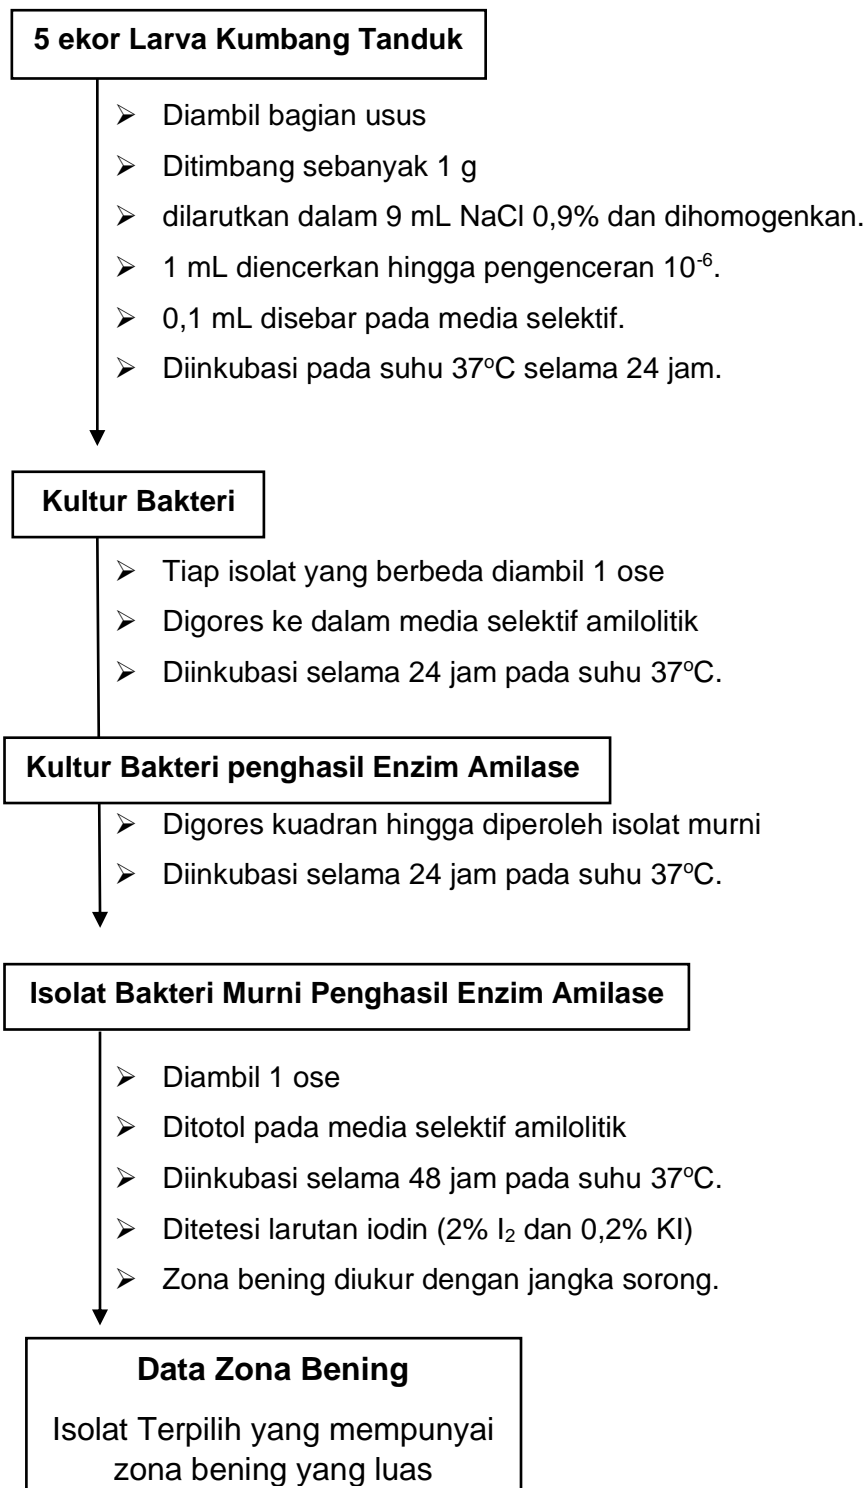 5 ekor Larva Kumbang Tanduk
➢ Diambil bagian usus
➢ Ditimbang sebanyak 1 g
➢ dilarutkan dalam 9 mL NaCl 0,9% dan dihomogenkan.
➢ 1 mL diencerkan hingga pengenceran 10⁻⁶.
➢ 0,1 mL disebar pada media selektif.
➢ Diinkubasi pada suhu 37ºC selama 24 jam.
Kultur Bakteri
➢ Tiap isolat yang berbeda diambil 1 ose
➢ Digores ke dalam media selektif amilolitik
➢ Diinkubasi selama 24 jam pada suhu 37ºC.
Kultur Bakteri penghasil Enzim Amilase
➢ Digores kuadran hingga diperoleh isolat murni
➢ Diinkubasi selama 24 jam pada suhu 37ºC.
Isolat Bakteri Murni Penghasil Enzim Amilase
➢ Diambil 1 ose
➢ Ditotol pada media selektif amilolitik
➢ Diinkubasi selama 48 jam pada suhu 37ºC.
➢ Ditetesi larutan iodin (2% I₂ dan 0,2% KI)
➢ Zona bening diukur dengan jangka sorong.
Data Zona Bening
Isolat Terpilih yang mempunyai
zona bening yang luas